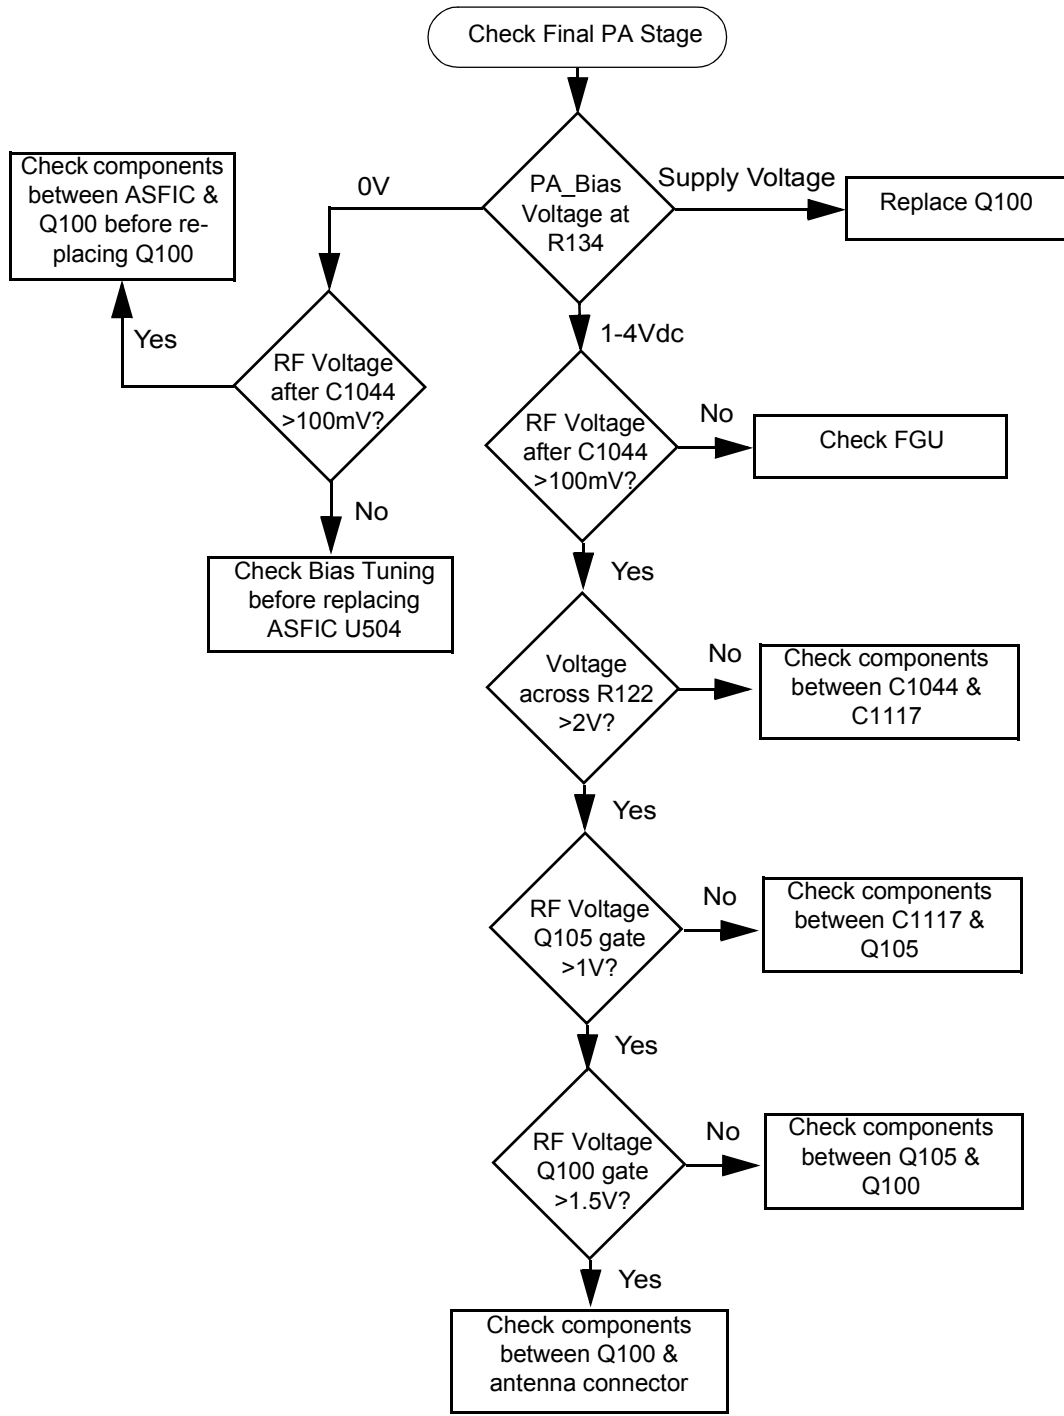 Check Final PA Stage
PA_Bias
Voltage at
R134
0V
Supply Voltage
Replace Q100
Check components
between ASFIC &
Q100 before re-
placing Q100
Yes
RF Voltage
after C1044
>100mV?
No
Check Bias Tuning
before replacing
ASFIC U504
1-4Vdc
RF Voltage
after C1044
>100mV?
No
Check FGU
Yes
Voltage
across R122
>2V?
No
Check components
between C1044 &
C1117
Yes
RF Voltage
Q105 gate
>1V?
No
Check components
between C1117 &
Q105
Yes
RF Voltage
Q100 gate
>1.5V?
No
Check components
between Q105 &
Q100
Yes
Check components
between Q100 &
antenna connector